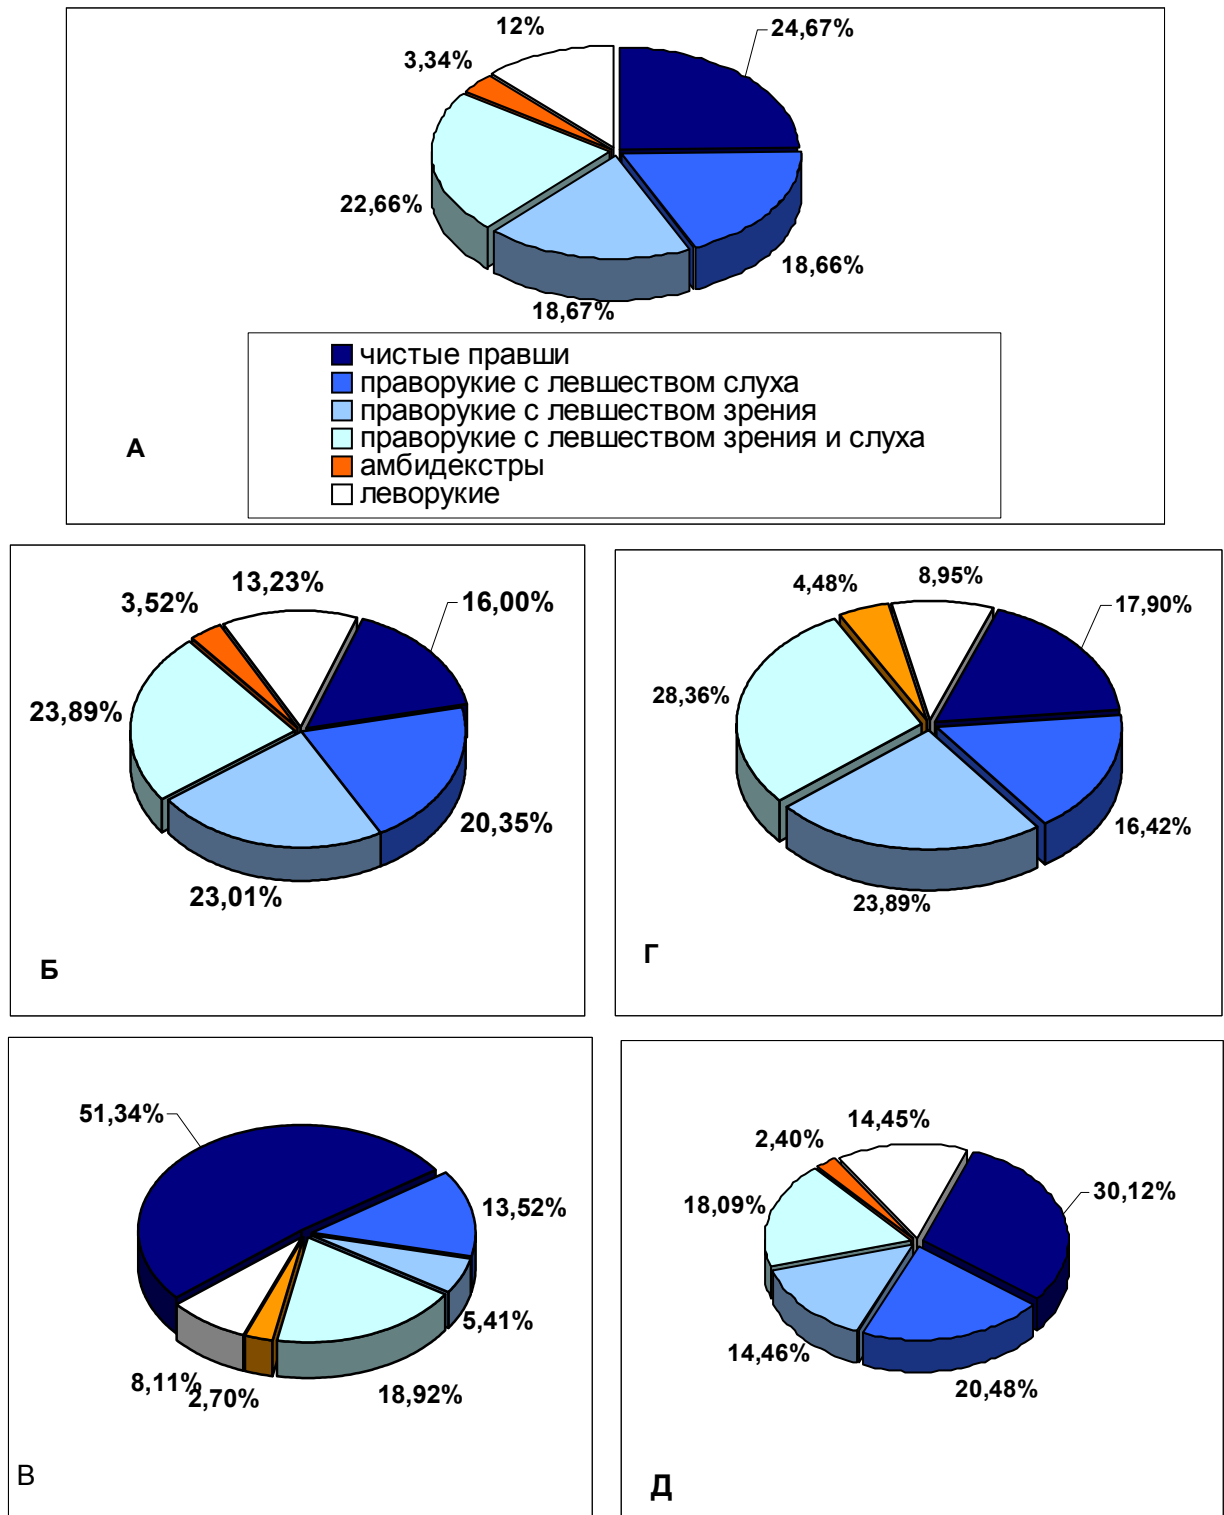 12%
24,67%
3,34%
22,66%
18,66%
18,67%
чистые правши
праворукие с левшеством слуха
праворукие с левшеством зрения
праворукие с левшеством зрения и слуха
амбидекстры
леворукие
А
13,23%
3,52%
16,00%
23,89%
20,35%
23,01%
Б
4,48%
8,95%
17,90%
28,36%
16,42%
23,89%
Г
51,34%
13,52%
5,41%
8,11%
2,70%
18,92%
В
14,45%
2,40%
30,12%
18,09%
14,46%
20,48%
Д